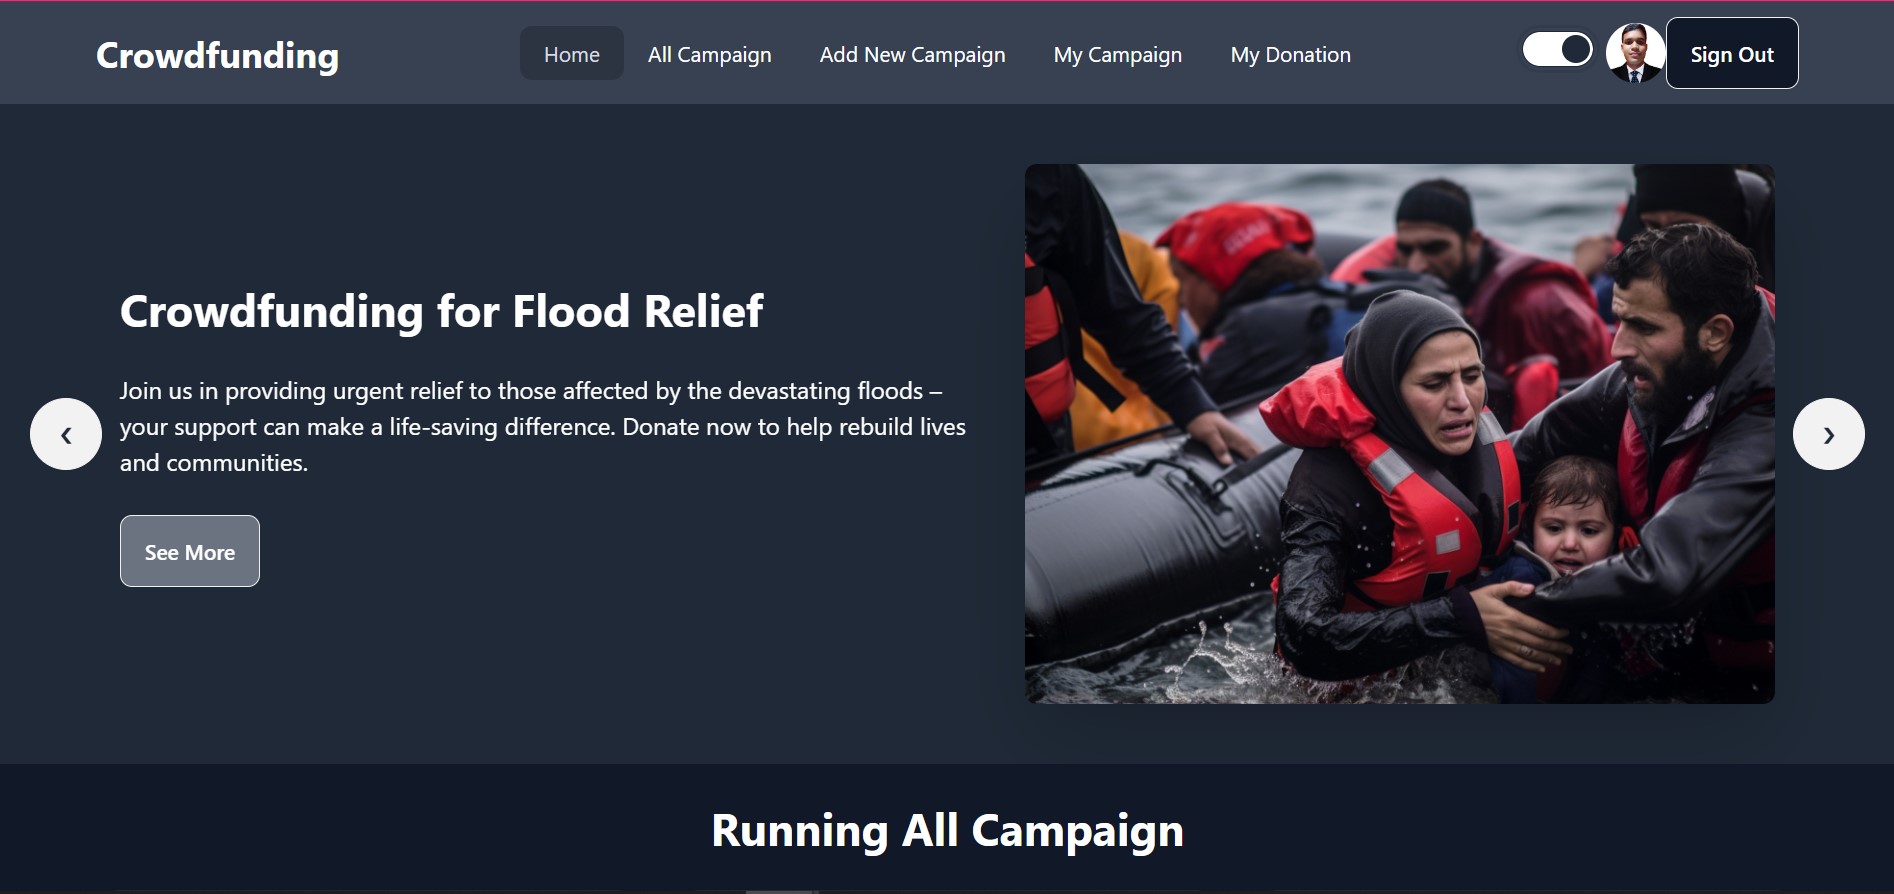 Crowdfunding
Home
All Campaign
Add New Campaign
My Campaign
My Donation
Sign Out
Crowdfunding for Flood Relief
Join us in providing urgent relief to those affected by the devastating floods –
your support can make a life-saving difference. Donate now to help rebuild lives
and communities.
See More
❮
❯
Running All Campaign